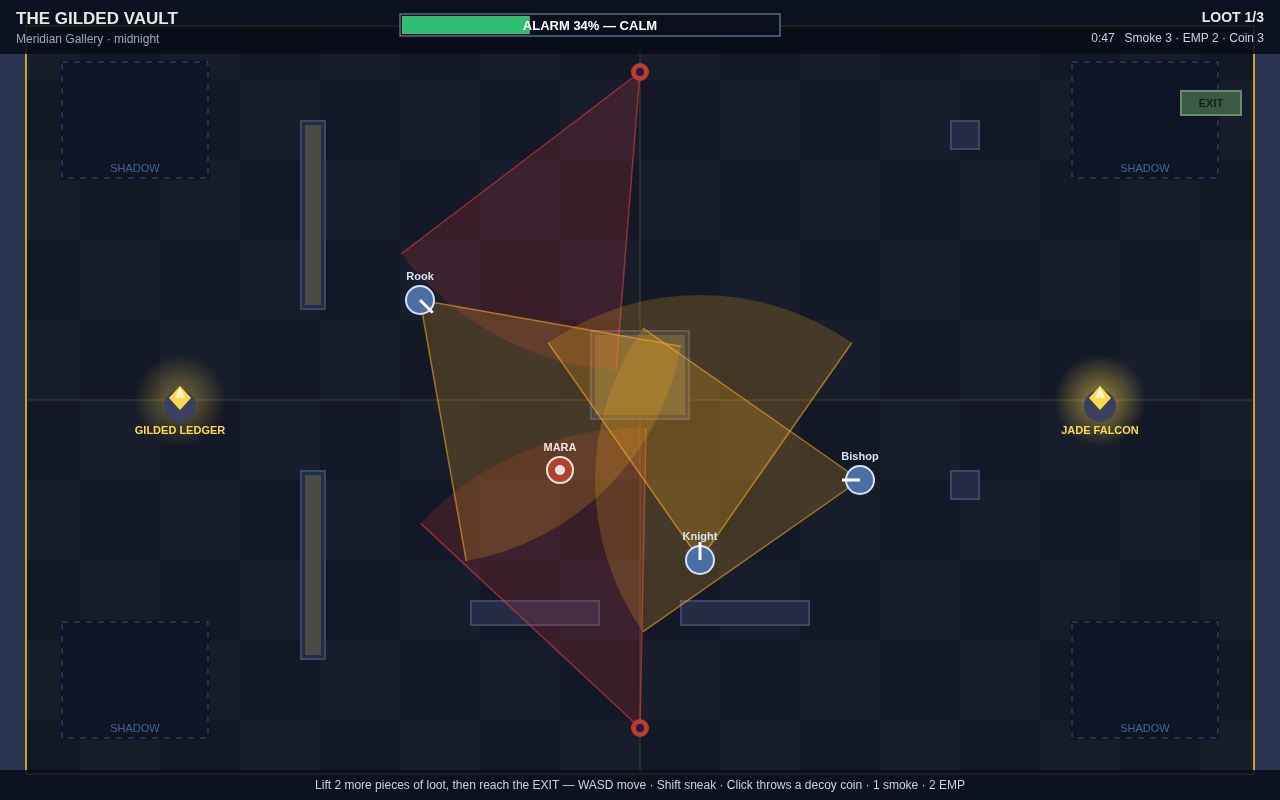 THE GILDED VAULT
Meridian Gallery · midnight
ALARM 34% — CALM
LOOT 1/3
0:47 Smoke 3 · EMP 2 · Coin 3
EXIT
SHADOW
SHADOW
Rook
GILDED LEDGER
JADE FALCON
MARA
Bishop
Knight
SHADOW
SHADOW
Lift 2 more pieces of loot, then reach the EXIT — WASD move · Shift sneak · Click throws a decoy coin · 1 smoke · 2 EMP